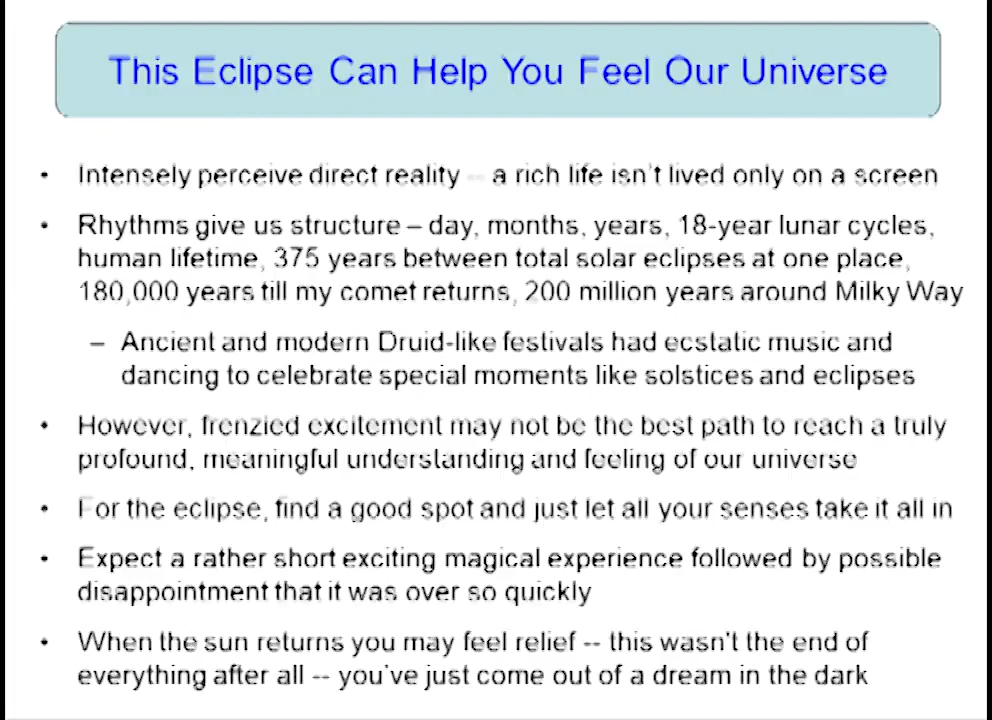 This Eclipse Can Help You Feel Our Universe
• Intensely perceive direct reality -- a rich life isn't lived only on a screen
• Rhythms give us structure – day, months, years, 18-year lunar cycles,
human lifetime, 375 years between total solar eclipses at one place,
180,000 years till my comet returns, 200 million years around Milky Way
– Ancient and modern Druid-like festivals had ecstatic music and
dancing to celebrate special moments like solstices and eclipses
• However, frenzied excitement may not be the best path to reach a truly
profound, meaningful understanding and feeling of our universe
• For the eclipse, find a good spot and just let all your senses take it all in
• Expect a rather short exciting magical experience followed by possible
disappointment that it was over so quickly
• When the sun returns you may feel relief -- this wasn't the end of
everything after all -- you've just come out of a dream in the dark